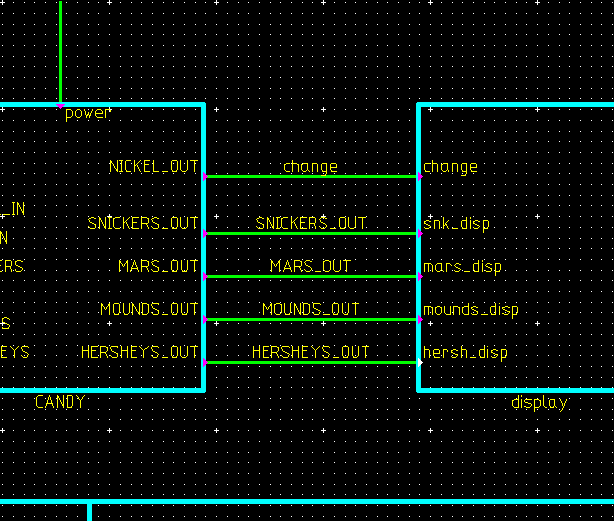 power
NICKEL_OUT change change
_IN
SNICKERS_OUT SNICKERS_OUT snk_disp
N
ERS MARS_OUT MARS_OUT mars_disp
MOUNDS_OUT MOUNDS_OUT mounds_disp
S
EYS HERSHEYS_OUT HERSHEYS_OUT hersh_disp
CANDY display